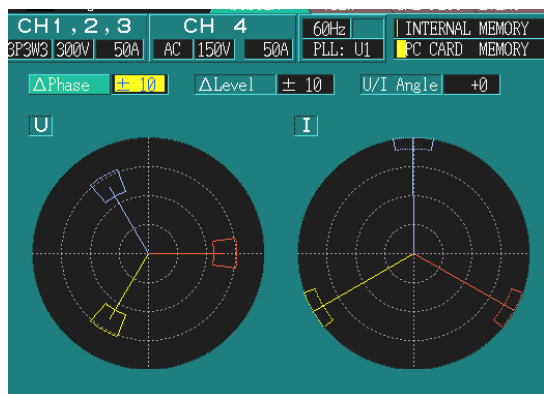 CH1,2,3 CH 4 60Hz INTERNAL MEMORY
3P3W3 300V 50A AC 150V 50A PLL: U1 PC CARD MEMORY
ΔPhase ± 10 ΔLevel ± 10 U/I Angle +0
U I